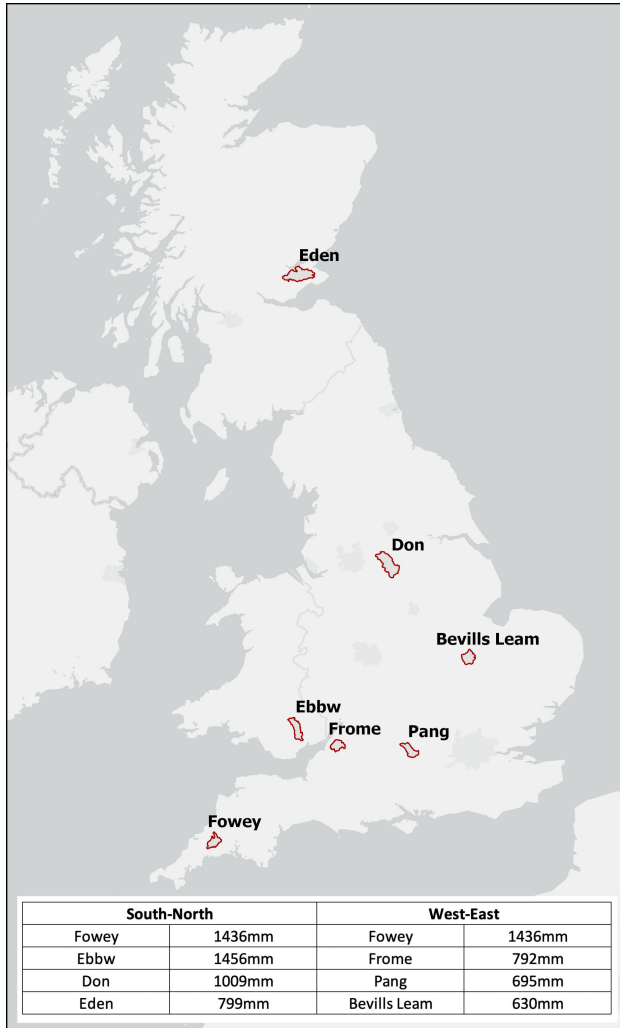 Eden
Don
Bevills Leam
Ebbw
Frome
Pang
Fowey
South-North West-East
Fowey 1436mm Fowey 1436mm
Ebbw 1456mm Frome 792mm
Don 1009mm Pang 695mm
Eden 799mm Bevills Leam 630mm